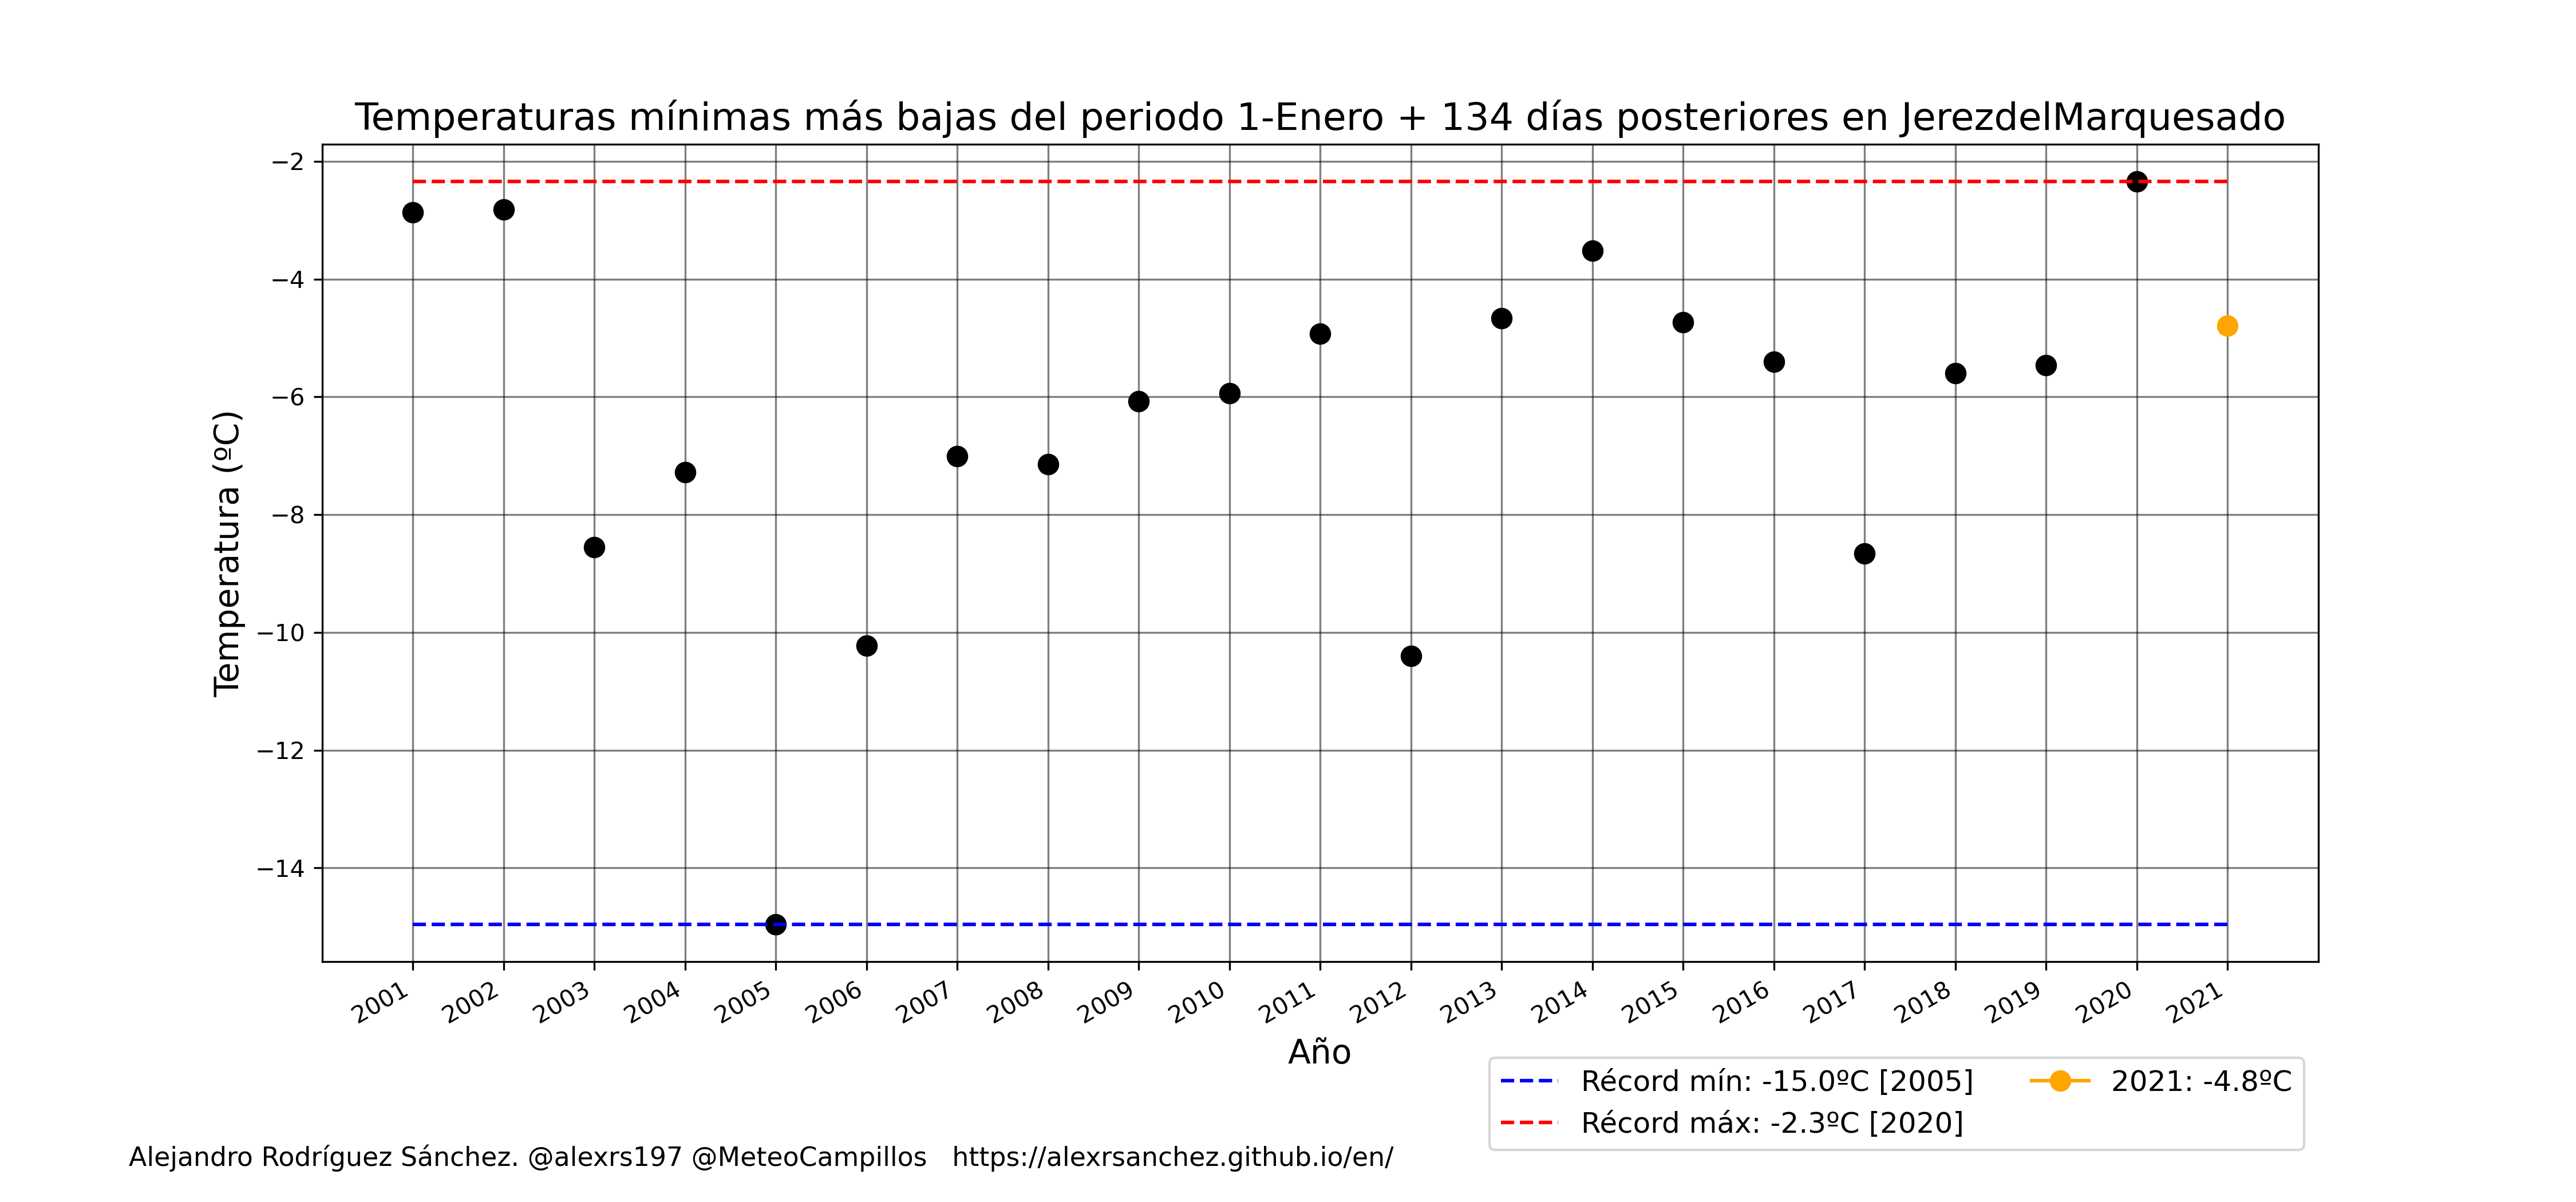 Temperaturas mínimas más bajas del periodo 1-Enero + 134 días posteriores en JerezdelMarquesado
Temperatura (ºC)
−2
−4
−6
−8
−10
−12
−14
2001 2002 2003 2004 2005 2006 2007 2008 2009 2010 2011 2012 2013 2014 2015 2016 2017 2018 2019 2020 2021
Año
Récord mín: -15.0ºC [2005]
Récord máx: -2.3ºC [2020]
2021: -4.8ºC
Alejandro Rodríguez Sánchez. @alexrs197 @MeteoCampillos https://alexrsanchez.github.io/en/